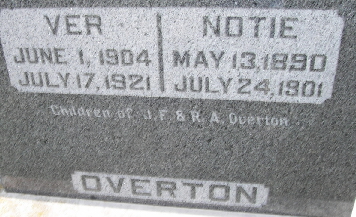 VER
JUNE 1, 1904
JULY 17, 1921
NOTIE
MAY 13, 1890
JULY 24, 1901
Children of J. F. & R. A. Overton
OVERTON